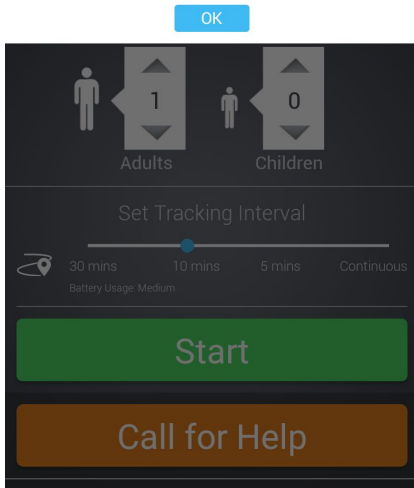 OK
1 0
Adults Children
Set Tracking Interval
30 mins 10 mins 5 mins Continuous
Battery Usage: Medium
Start
Call for Help